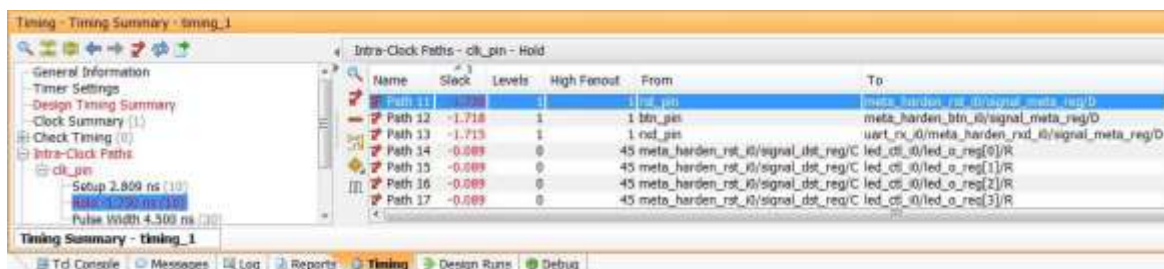 Timing - Timing Summary - timing_1
General Information
Timer Settings
Design Timing Summary
Clock Summary (1)
Check Timing (0)
Intra-Clock Paths
clk_pin
Setup 2.809 ns (10)
Hold -1.730 ns (10)
Pulse Width 4.500 ns (30)
Timing Summary - timing_1
Intra-Clock Paths - clk_pin - Hold
Name Slack Levels High Fanout From To
Path 11 1 1 rst_pin meta_harden_rst_i0/signal_meta_reg/D
Path 12 -1.718 1 1 btn_pin meta_harden_btn_i0/signal_meta_reg/D
Path 13 -1.715 1 1 rxd_pin uart_rx_i0/meta_harden_rxd_i0/signal_meta_reg/D
Path 14 -0.089 0 45 meta_harden_rst_i0/signal_dst_reg/C led_ctl_i0/led_o_reg[0]/R
Path 15 -0.089 0 45 meta_harden_rst_i0/signal_dst_reg/C led_ctl_i0/led_o_reg[1]/R
Path 16 -0.089 0 45 meta_harden_rst_i0/signal_dst_reg/C led_ctl_i0/led_o_reg[2]/R
Path 17 -0.089 0 45 meta_harden_rst_i0/signal_dst_reg/C led_ctl_i0/led_o_reg[3]/R
Tcl Console Messages Log Reports Timing Design Runs Debug